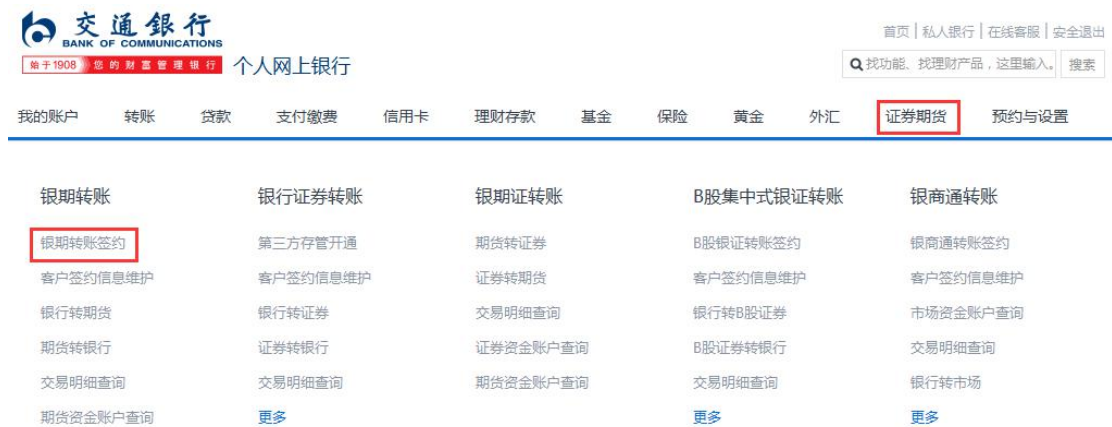 交通銀行
BANK OF COMMUNICATIONS
始于1908 您的财富管理银行 个人网上银行
首页 | 私人银行 | 在线客服 | 安全退出
找功能、找理财产品，这里输入。 搜索
我的账户 转账 贷款 支付缴费 信用卡 理财存款 基金 保险 黄金 外汇 证券期货 预约与设置
银期转账 银行证券转账 银期证转账 B股集中式银证转账 银商通转账
银期转账签约 第三方存管开通 期货转证券 B股银证转账签约 银商通转账签约
客户签约信息维护 客户签约信息维护 证券转期货 客户签约信息维护 客户签约信息维护
银行转期货 银行转证券 交易明细查询 银行转B股证券 市场资金账户查询
期货转银行 证券转银行 证券资金账户查询 B股证券转银行 交易明细查询
交易明细查询 交易明细查询 期货资金账户查询 交易明细查询 银行转市场
期货资金账户查询 更多 更多 更多